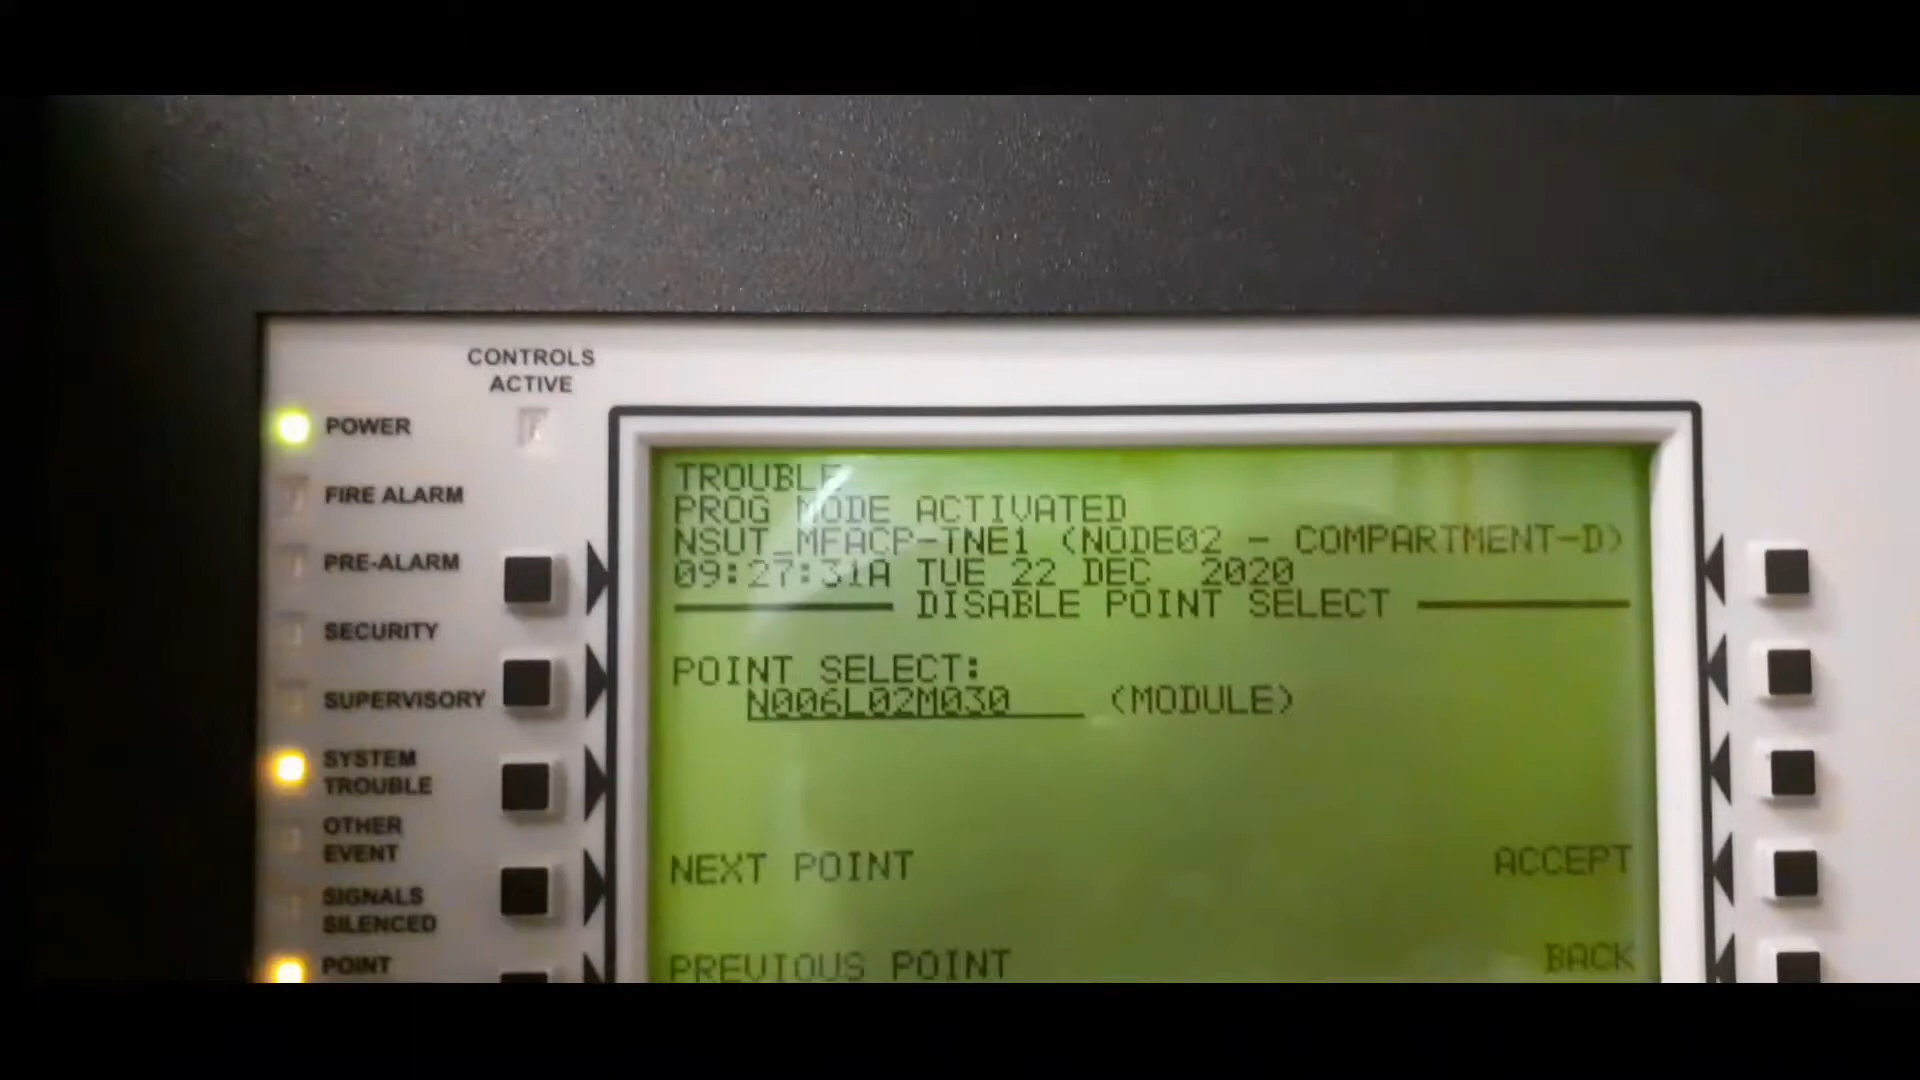 CONTROLS
ACTIVE
POWER
FIRE ALARM
PRE-ALARM
SECURITY
SUPERVISORY
SYSTEM
TROUBLE
OTHER
EVENT
SIGNALS
SILENCED
POINT
TROUBLE
PROG MODE ACTIVATED
NSUT_MFACP-TNE1 (NODE02 - COMPARTMENT-D)
09:27:31A TUE 22 DEC 2020
DISABLE POINT SELECT
POINT SELECT:
N006L02M030 (MODULE)
NEXT POINT
ACCEPT
PREVIOUS POINT
BACK